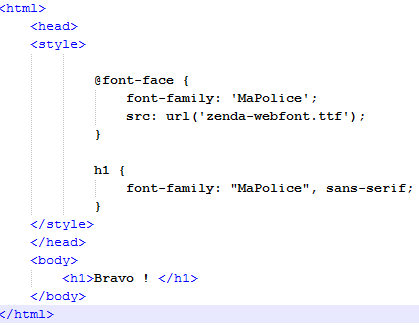 <html>
<head>
<style>
@font-face {
font-family: 'MaPolice';
src: url('zenda-webfont.ttf');
}
h1 {
font-family: "MaPolice", sans-serif;
}
</style>
</head>
<body>
<h1>Bravo ! </h1>
</body>
</html>